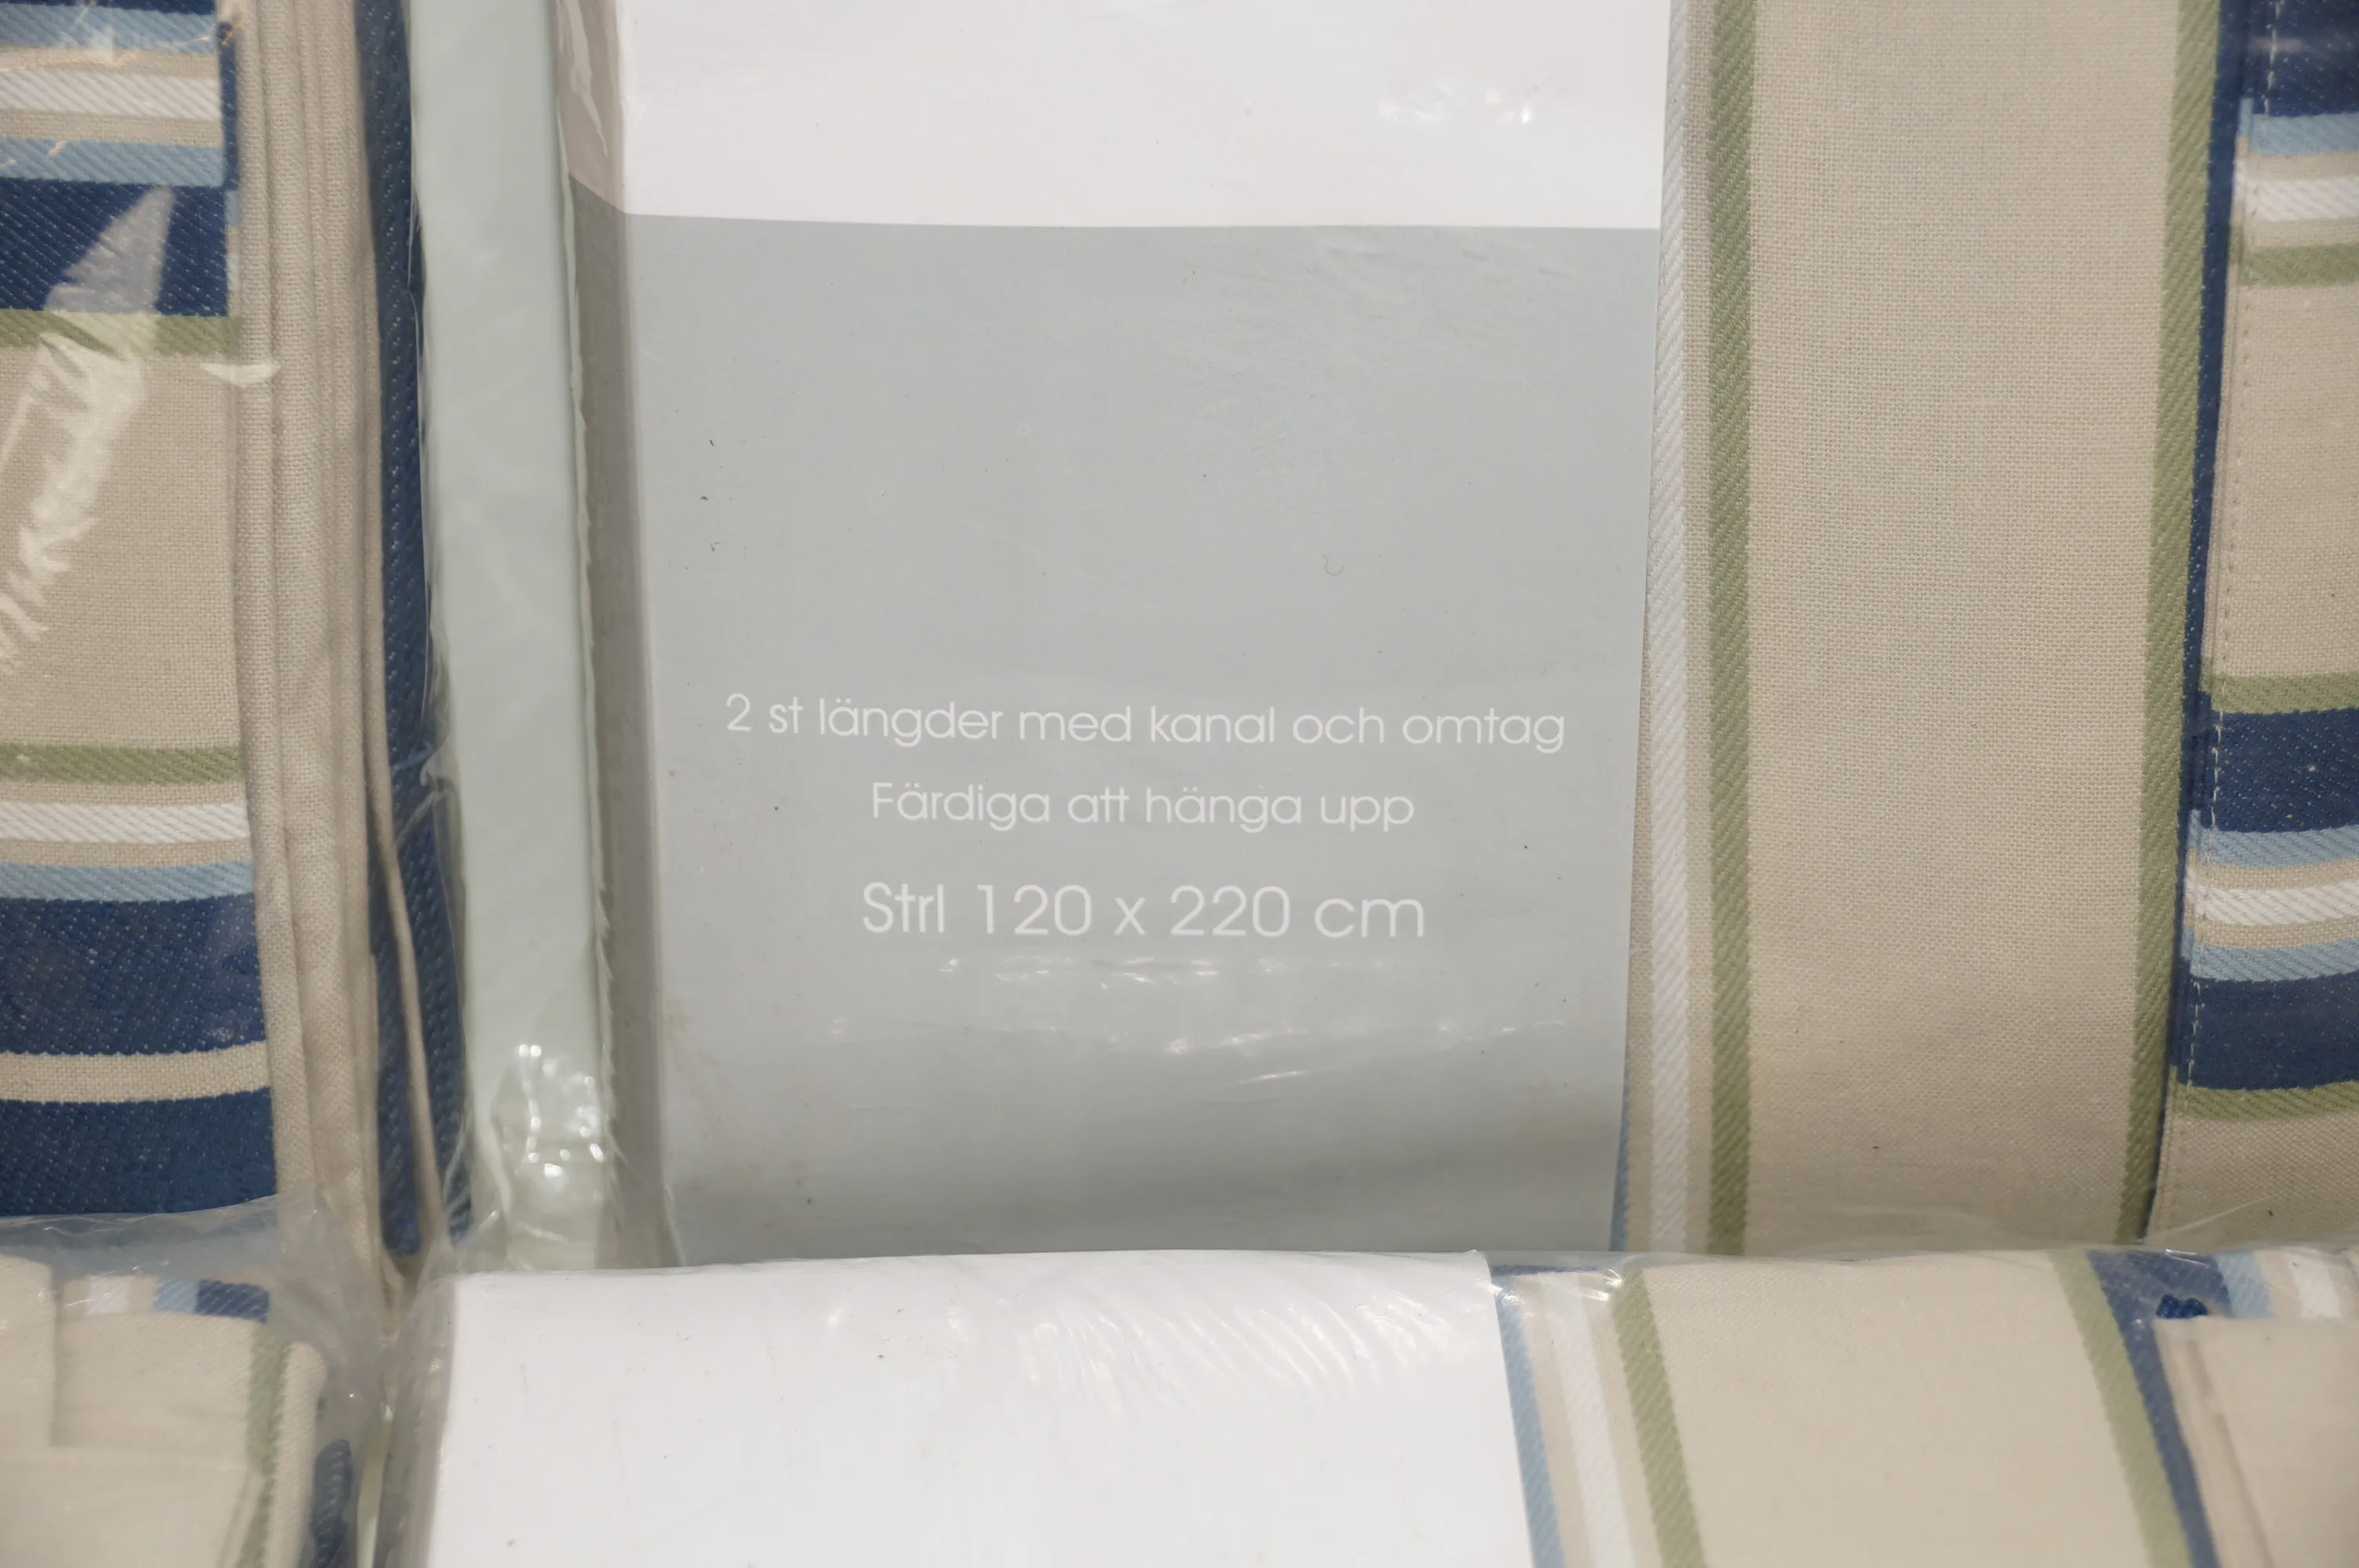 2 st längder med kanal och omtag
Färdiga att hänga upp
Strl 120 x 220 cm